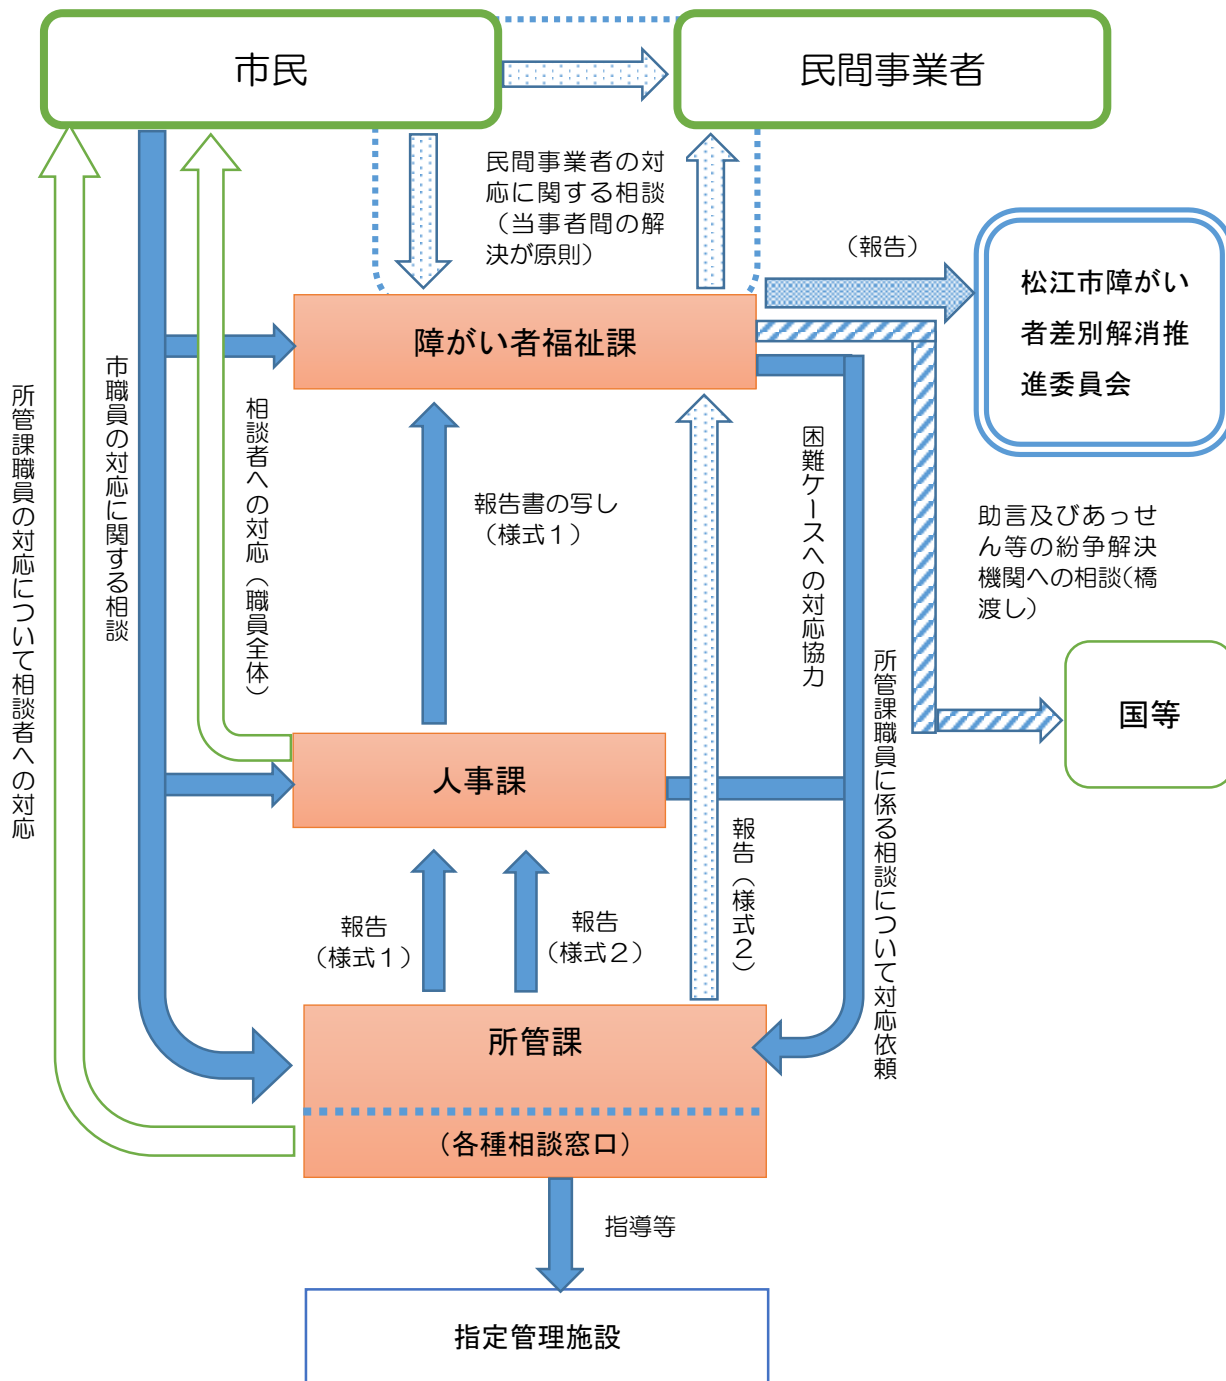 市民
民間事業者
民間事業者の対
応に関する相談
（当事者間の解
決が原則）
（報告）
松江市障がい
者差別解消推
進委員会
障がい者福祉課
所管課職員の対応について相談者への対応
市職員の対応に関する相談
相談者への対応（職員全体）
報告書の写し
（様式１）
困難ケースへの対応協力
助言及びあっせ
ん等の紛争解決
機関への相談（橋
渡し）
所管課職員に係る相談について対応依頼
国等
人事課
報告
（様式１）
報告
（様式２）
報告（様式２）
所管課
（各種相談窓口）
指導等
指定管理施設